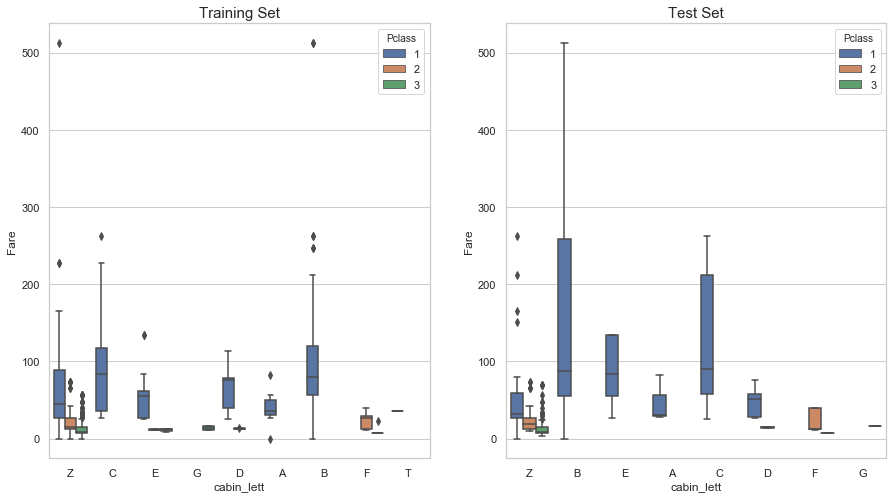 Training Set
Pclass
1
2
3
500
400
300
200
100
0
Fare
Z C E G D A B F T
cabin_lett
Test Set
Pclass
1
2
3
500
400
300
200
100
0
Fare
Z B E A C D F G
cabin_lett